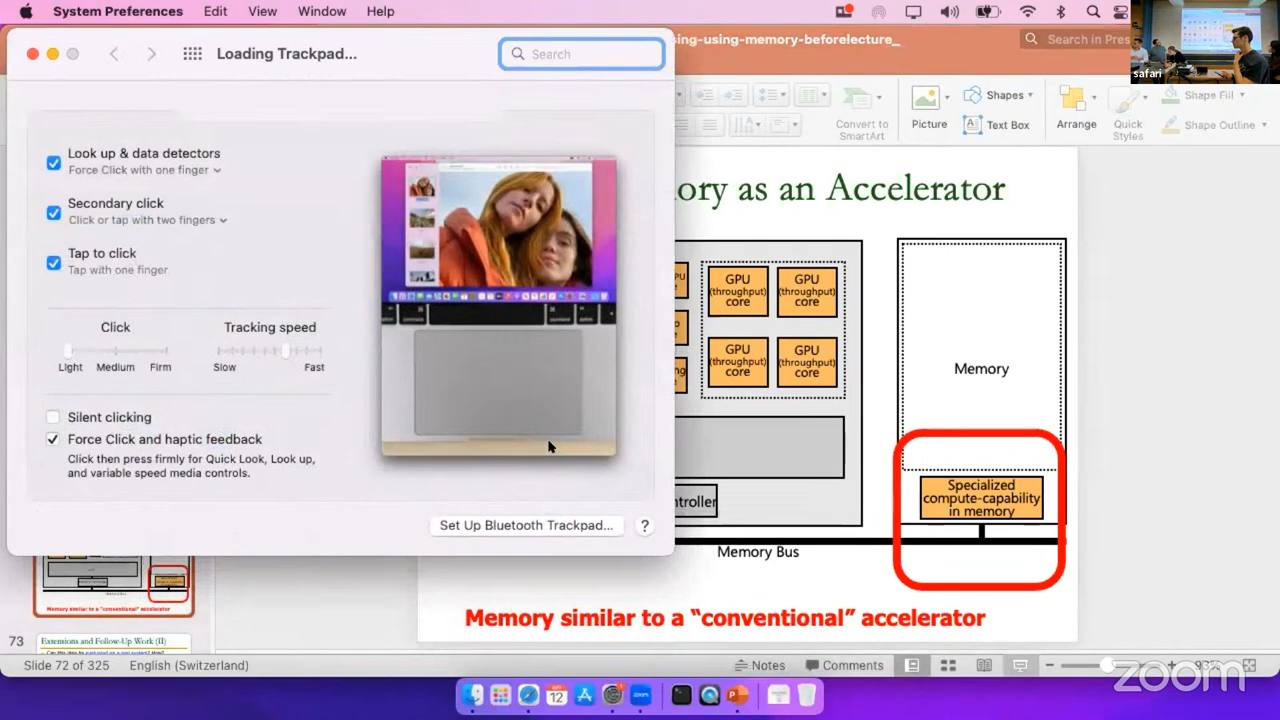 System Preferences Edit View Window Help
Loading Trackpad...
Search
sing-using-memory-beforelecture_
Search in Pres
safari
Look up & data detectors
Force Click with one finger
Secondary click
Click or tap with two fingers
Tap to click
Tap with one finger
Click
Light Medium Firm
Tracking speed
Slow Fast
Silent clicking
Force Click and haptic feedback
Click then press firmly for Quick Look, Look up,
and variable speed media controls.
Set Up Bluetooth Trackpad... ?
Convert to
SmartArt
Picture
Shapes
Text Box
Arrange
Quick
Styles
Shape Fill
Shape Outline
ory as an Accelerator
GPU
(throughput)
core
GPU
(throughput)
core
GPU
(throughput)
core
GPU
(throughput)
core
ntroller
Memory
Specialized
compute-capability
in memory
Memory Bus
Memory similar to a “conventional” accelerator
Memory similar to a "conventional" accelerator
73
Extensions and Follow-Up Work (II)
Slide 72 of 325 English (Switzerland)
Notes Comments
zoom
12
zoom